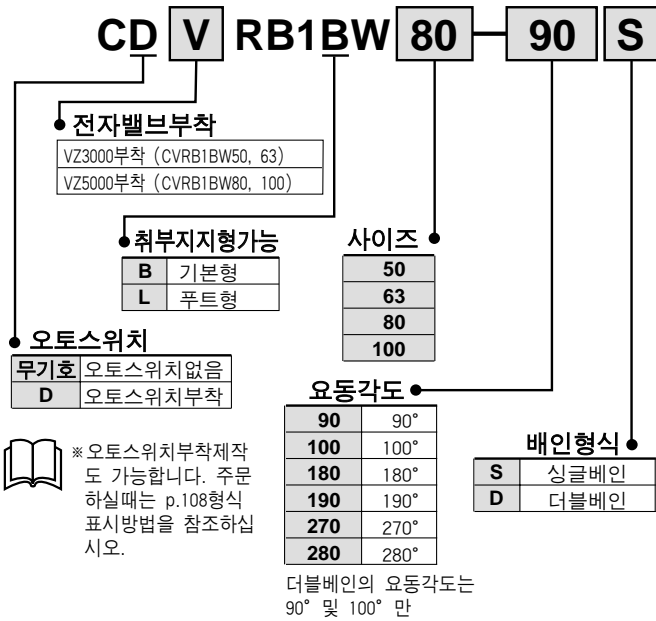 CD V RB1BW 80 - 90 S
전자밸브부착
VZ3000부착 (CVRB1BW50, 63)
VZ5000부착 (CVRB1BW80, 100)
취부지지형가능
B 기본형
L 푸트형
사이즈
50
63
80
100
오토스위치
무기호 오토스위치없음
D 오토스위치부착
※오토스위치부착제작
도 가능합니다. 주문
하실때는 p.108형식
표시방법을 참조하십
시오.
요동각도
90 90°
100 100°
180 180°
190 190°
270 270°
280 280°
더블베인의 요동각도는
90° 및 100° 만
배인형식
S 싱글베인
D 더블베인